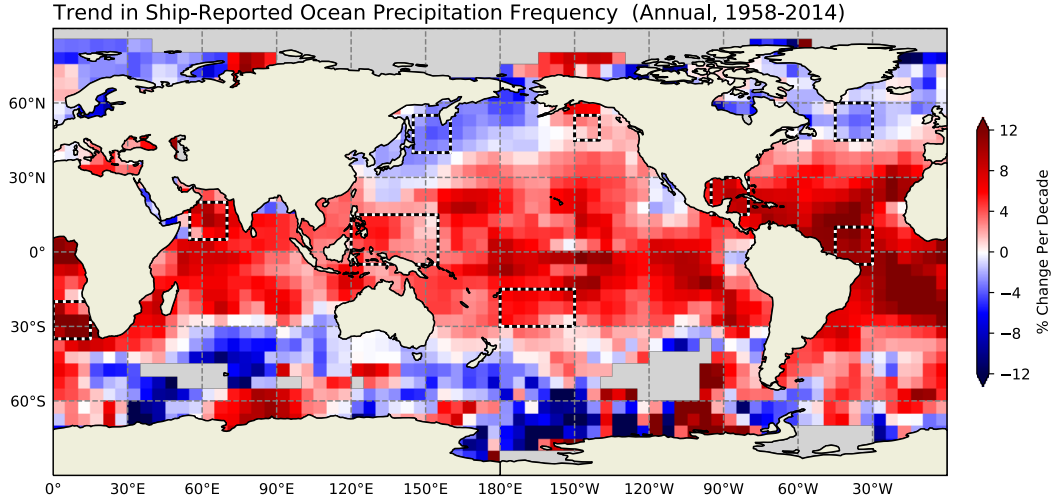 Trend in Ship-Reported Ocean Precipitation Frequency (Annual, 1958-2014)
60°N
30°N
0°
30°S
60°S
0°
30°E
60°E
90°E
120°E
150°E
180°E
150°W
120°W
90°W
60°W
30°W
12
8
4
0
−4
−8
−12
% Change Per Decade